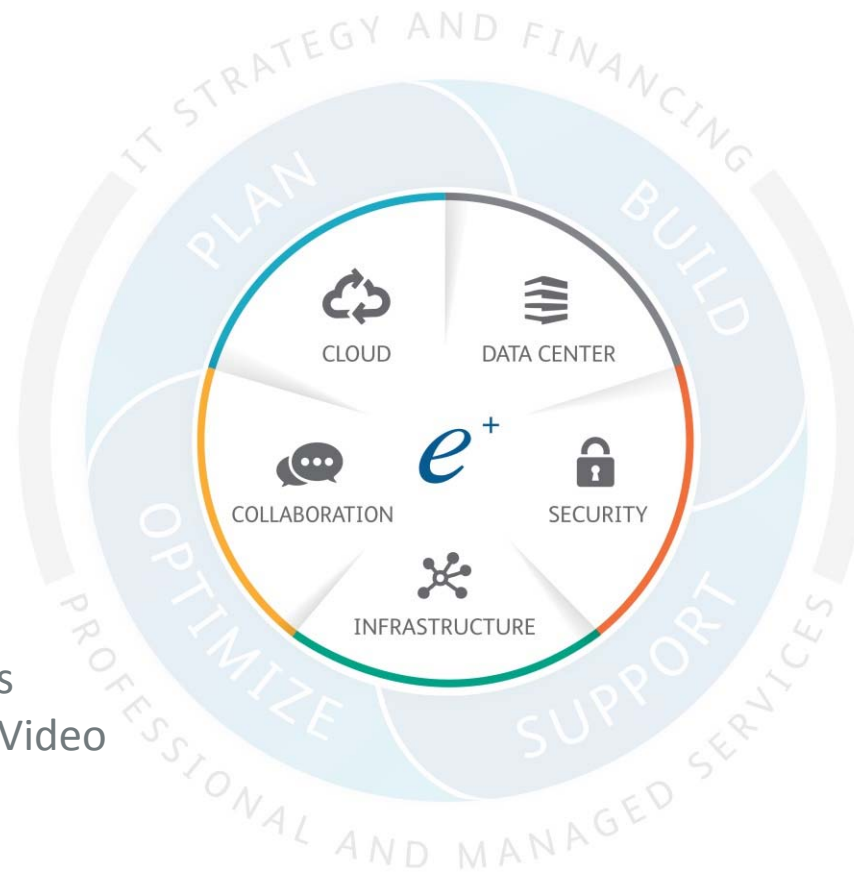 IT STRATEGY AND FINANCING
PLAN
BUILD
CLOUD
DATA CENTER
e+
COLLABORATION
SECURITY
INFRASTRUCTURE
OPTIMIZE
SUPPORT
s
Video
PROFESSIONAL AND MANAGED SERVICES